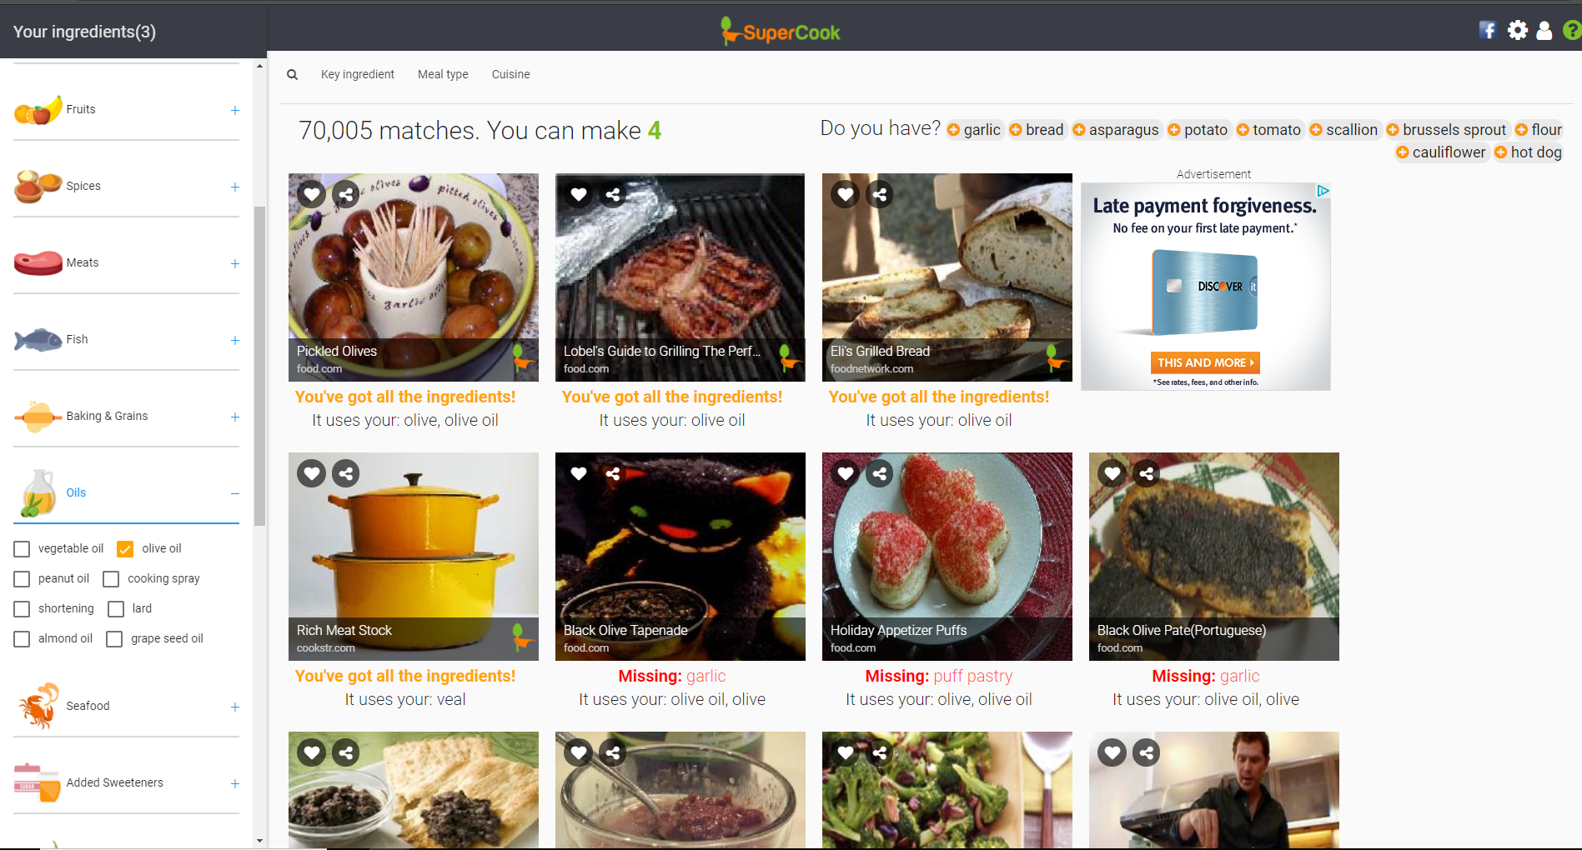 Your ingredients(3)
SuperCook
f
?
Key ingredient
Meal type
Cuisine
Fruits +
Spices +
Meats +
Fish +
Baking & Grains +
Oils −
vegetable oil
olive oil
peanut oil
cooking spray
shortening
lard
almond oil
grape seed oil
Seafood +
Added Sweeteners +
70,005 matches. You can make 4
Do you have? garlic bread asparagus potato tomato scallion brussels sprout flour
cauliflower hot dog
olives
pitted olives
garlic
Pickled Olives
food.com
You've got all the ingredients!
It uses your: olive, olive oil
Lobel's Guide to Grilling The Perf...
food.com
You've got all the ingredients!
It uses your: olive oil
Eli's Grilled Bread
foodnetwork.com
You've got all the ingredients!
It uses your: olive oil
Advertisement
Late payment forgiveness.
No fee on your first late payment.*
DISCOVER it
THIS AND MORE
*See rates, fees, and other info.
Rich Meat Stock
cookstr.com
You've got all the ingredients!
It uses your: veal
Black Olive Tapenade
food.com
Missing: garlic
It uses your: olive oil, olive
Holiday Appetizer Puffs
food.com
Missing: puff pastry
It uses your: olive, olive oil
Black Olive Pate(Portuguese)
food.com
Missing: garlic
It uses your: olive oil, olive